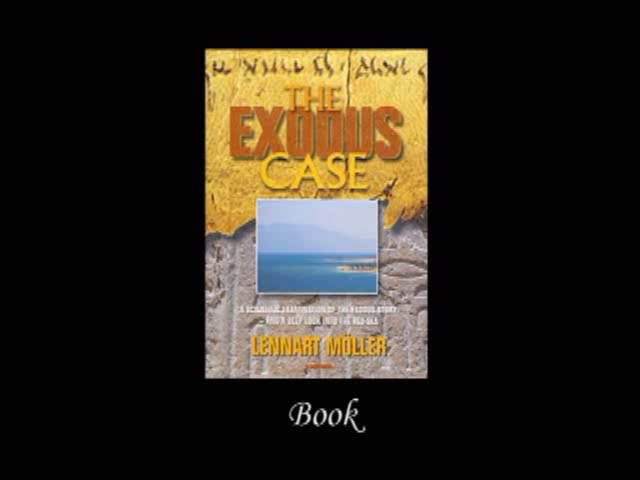 THE
EXODUS
CASE
A SCIENTIFIC EXAMINATION OF THE EXODUS STORY
– AND A DEEP LOOK INTO THE RED SEA
LENNART MÖLLER
Book